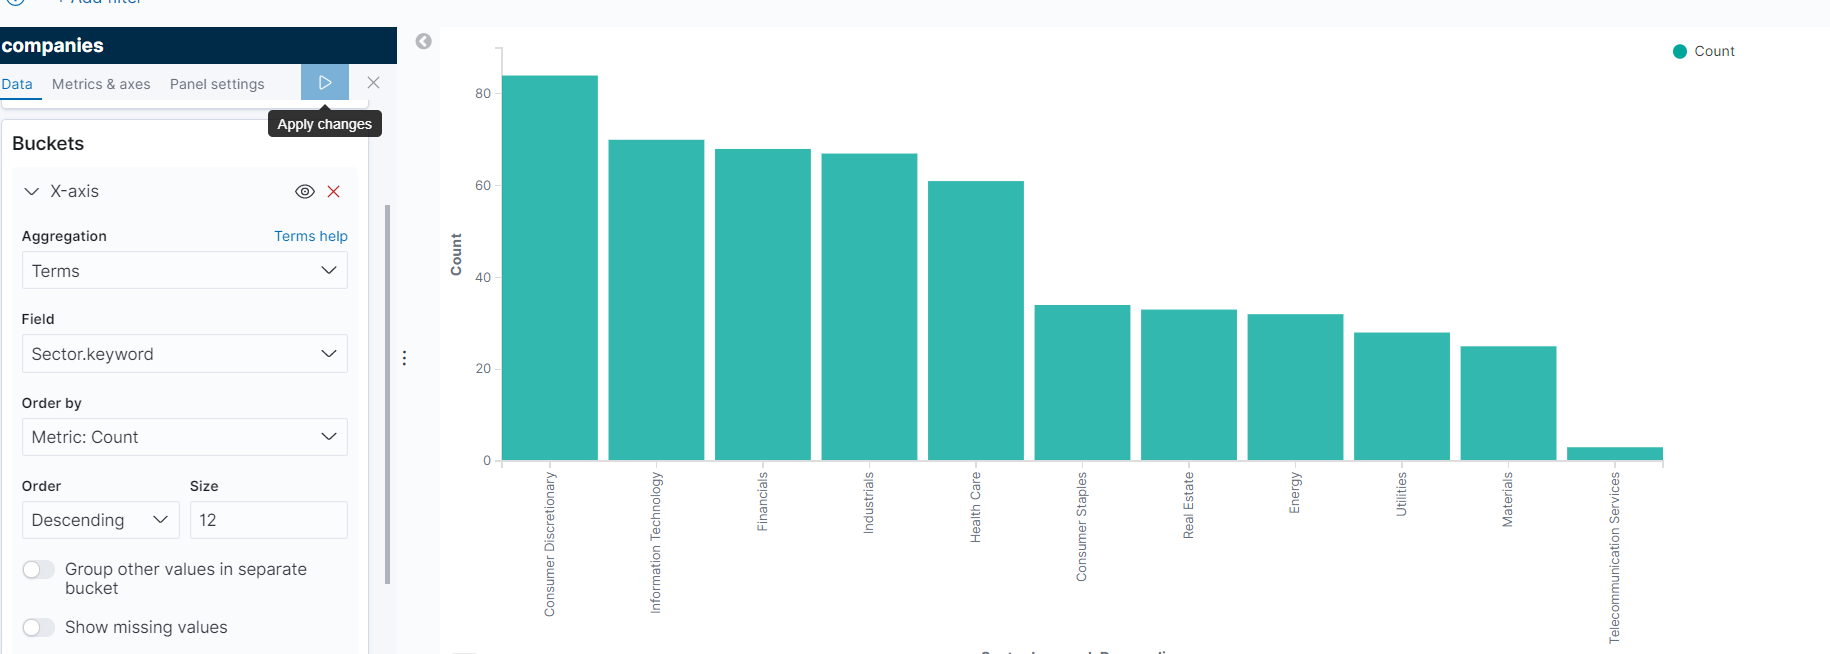 + Add filter
companies
Data Metrics & axes Panel settings
Apply changes
Buckets
X-axis
Aggregation Terms help
Terms
Field
Sector.keyword
Order by
Metric: Count
Order Size
Descending 12
Group other values in separate
bucket
Show missing values
Count
Count
80
60
40
20
0
Consumer Discretionary
Information Technology
Financials
Industrials
Health Care
Consumer Staples
Real Estate
Energy
Utilities
Materials
Telecommunication Services